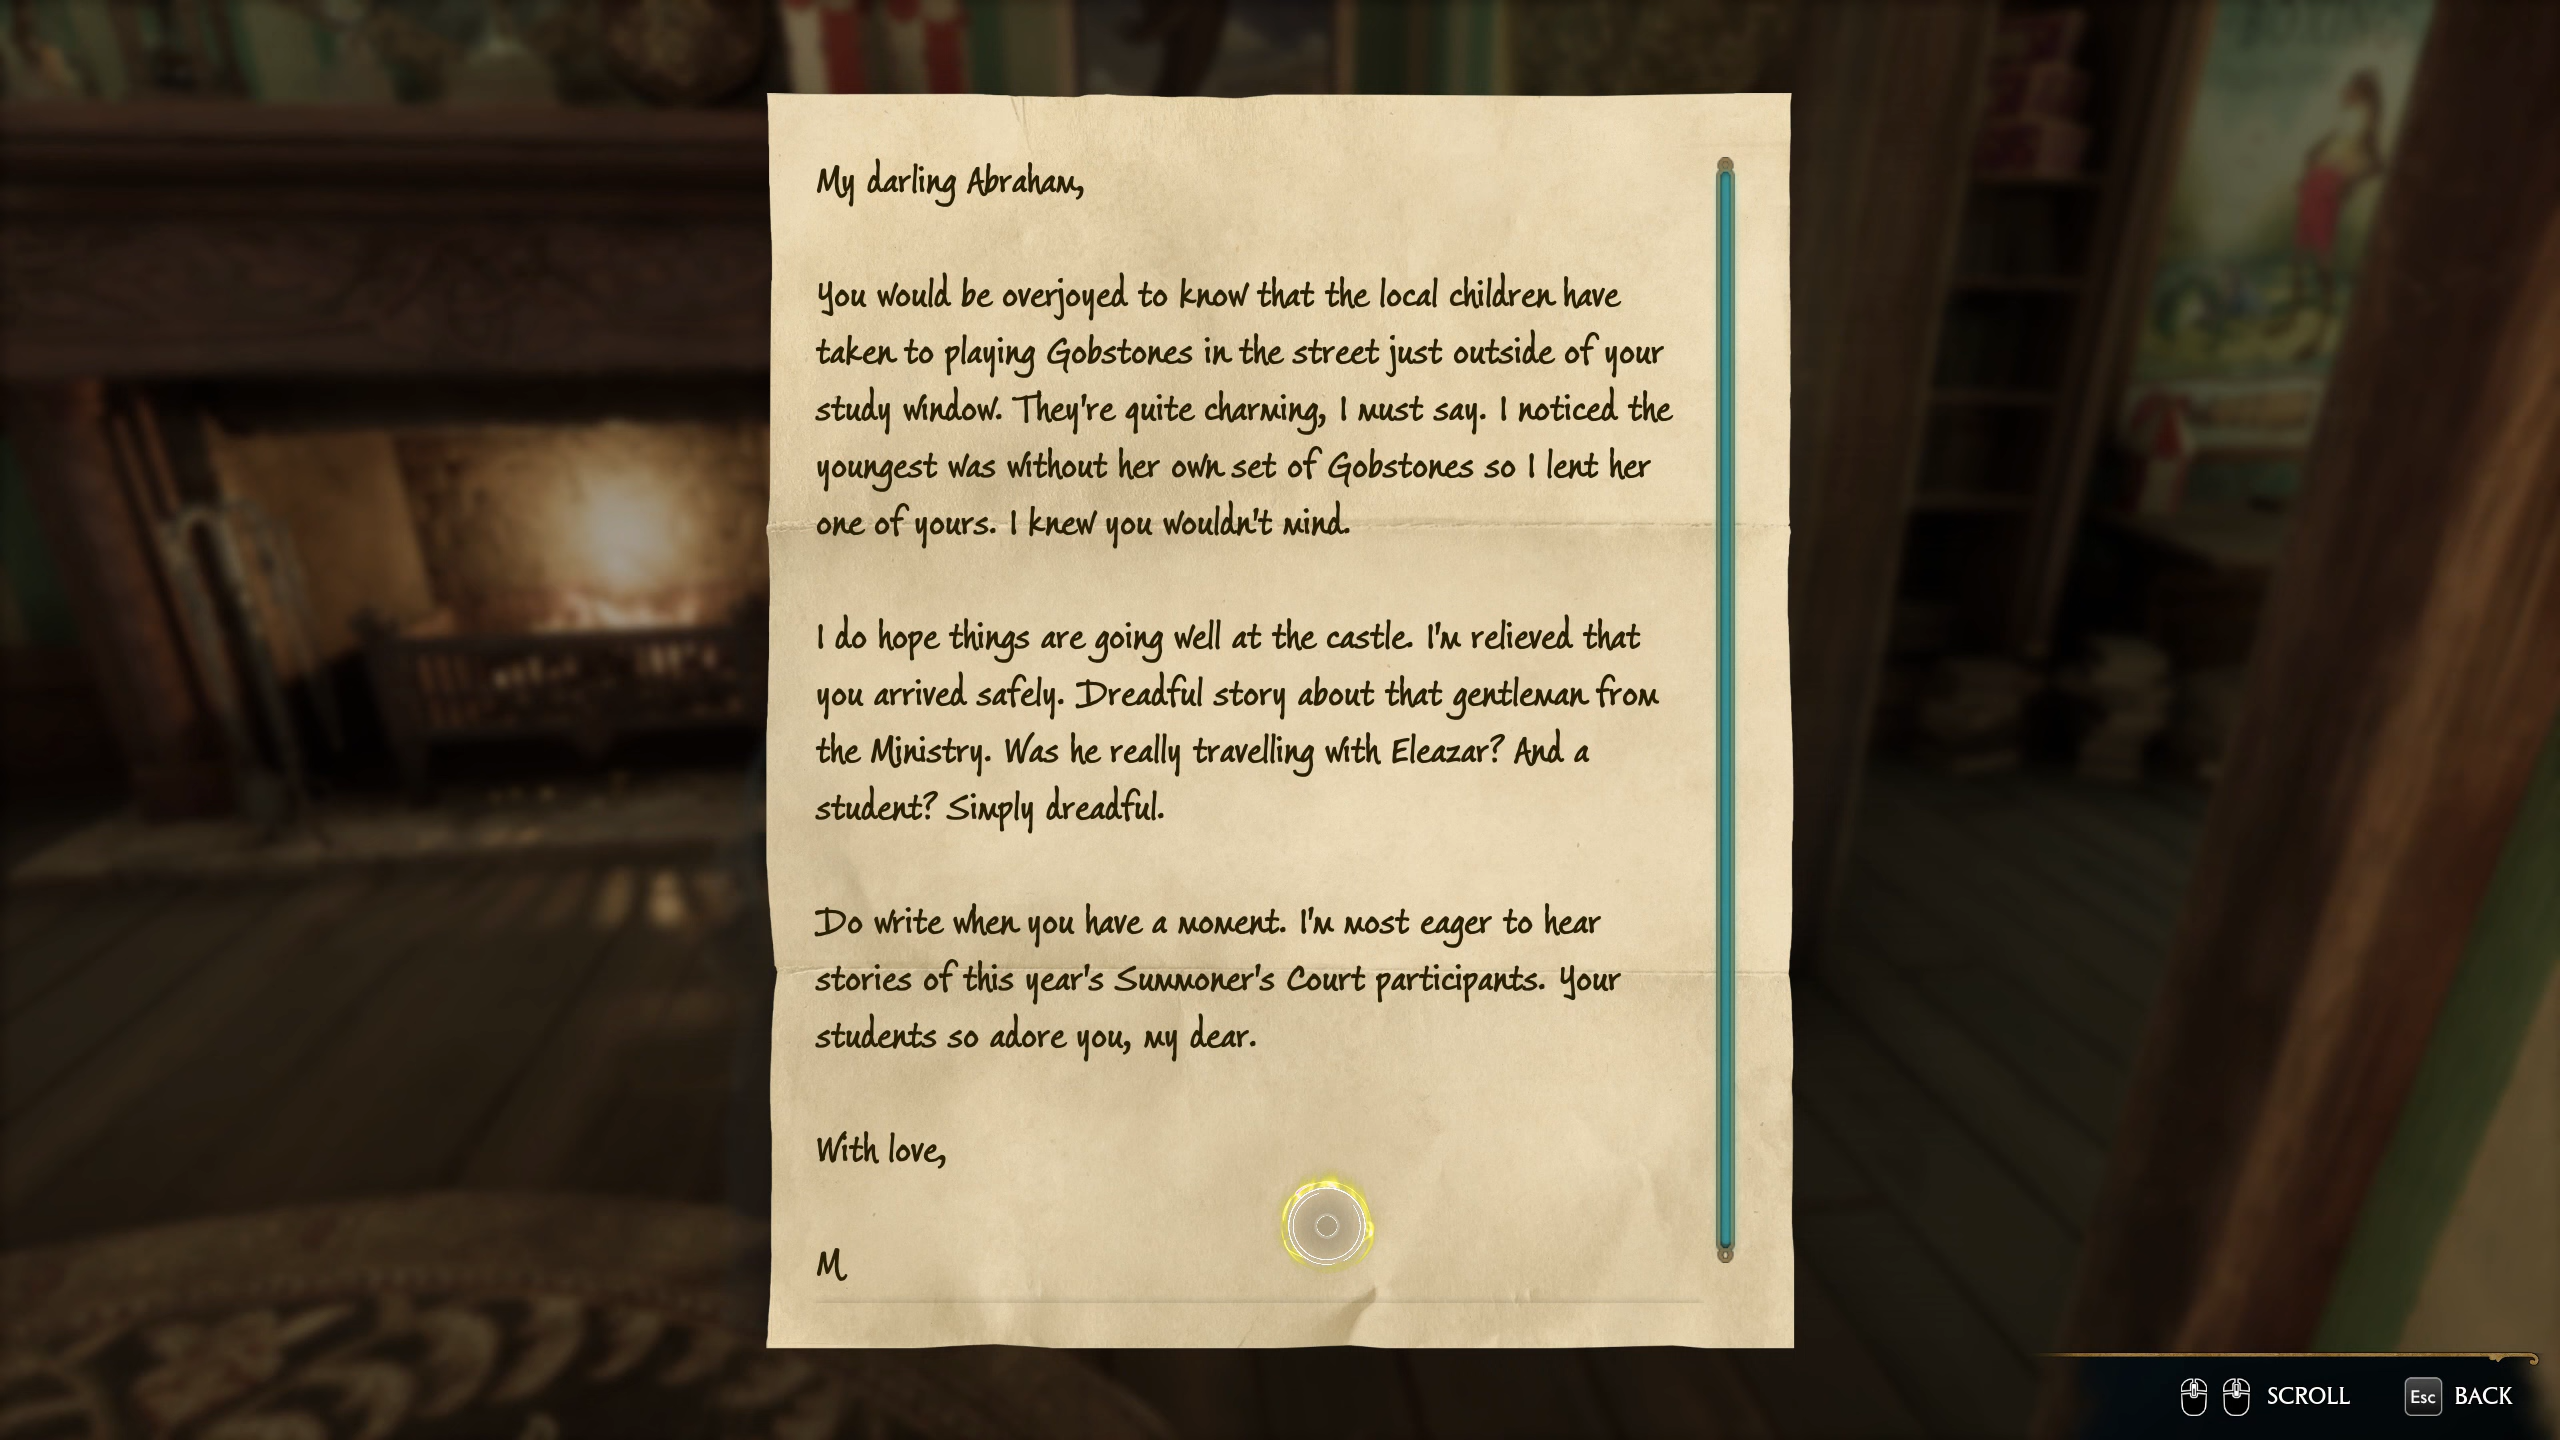 My darling Abraham,
You would be overjoyed to know that the local children have
taken to playing Gobstones in the street just outside of your
study window. They're quite charming, I must say. I noticed the
youngest was without her own set of Gobstones so I lent her
one of yours. I knew you wouldn't mind.
I do hope things are going well at the castle. I'm relieved that
you arrived safely. Dreadful story about that gentleman from
the Ministry. Was he really travelling with Eleazar? And a
student? Simply dreadful.
Do write when you have a moment. I'm most eager to hear
stories of this year's Summoner's Court participants. Your
students so adore you, my dear.
With love,
M
SCROLL Esc BACK